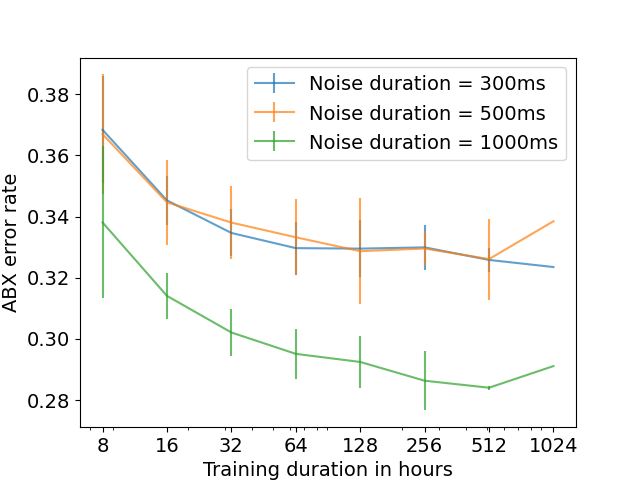 Noise duration = 300ms
Noise duration = 500ms
Noise duration = 1000ms
ABX error rate
0.38
0.36
0.34
0.32
0.30
0.28
8 16 32 64 128 256 512 1024
Training duration in hours